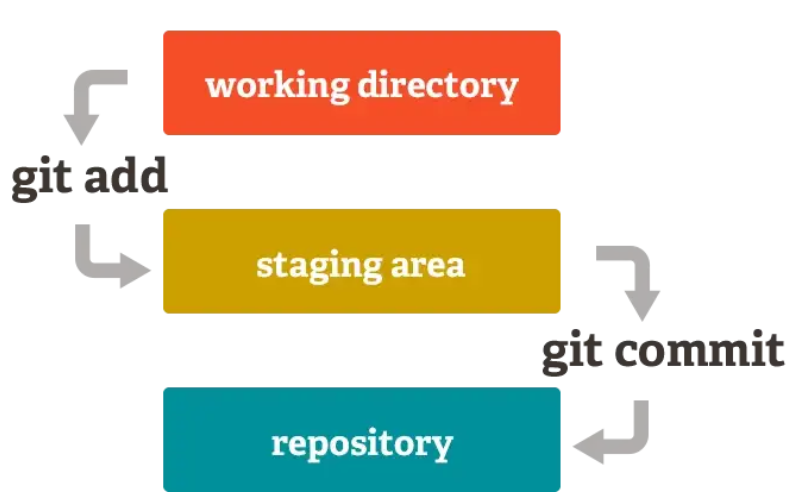 working directory
git add
staging area
git commit
repository